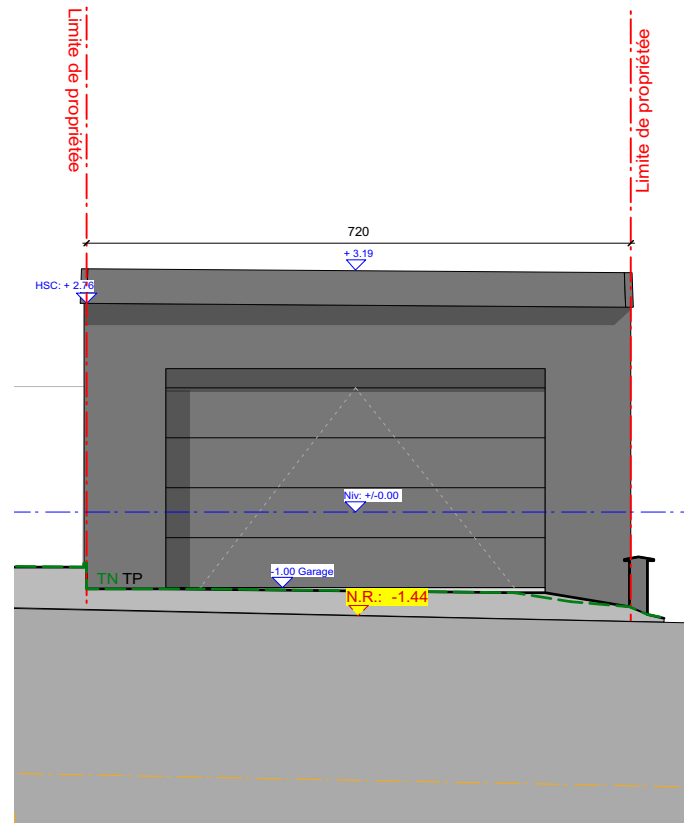 Limite de propriétée
Limite de propriétée
720
+ 3.19
HSC: + 2.76
Niv: +/-0.00
TN TP
-1.00 Garage
N.R.: -1.44